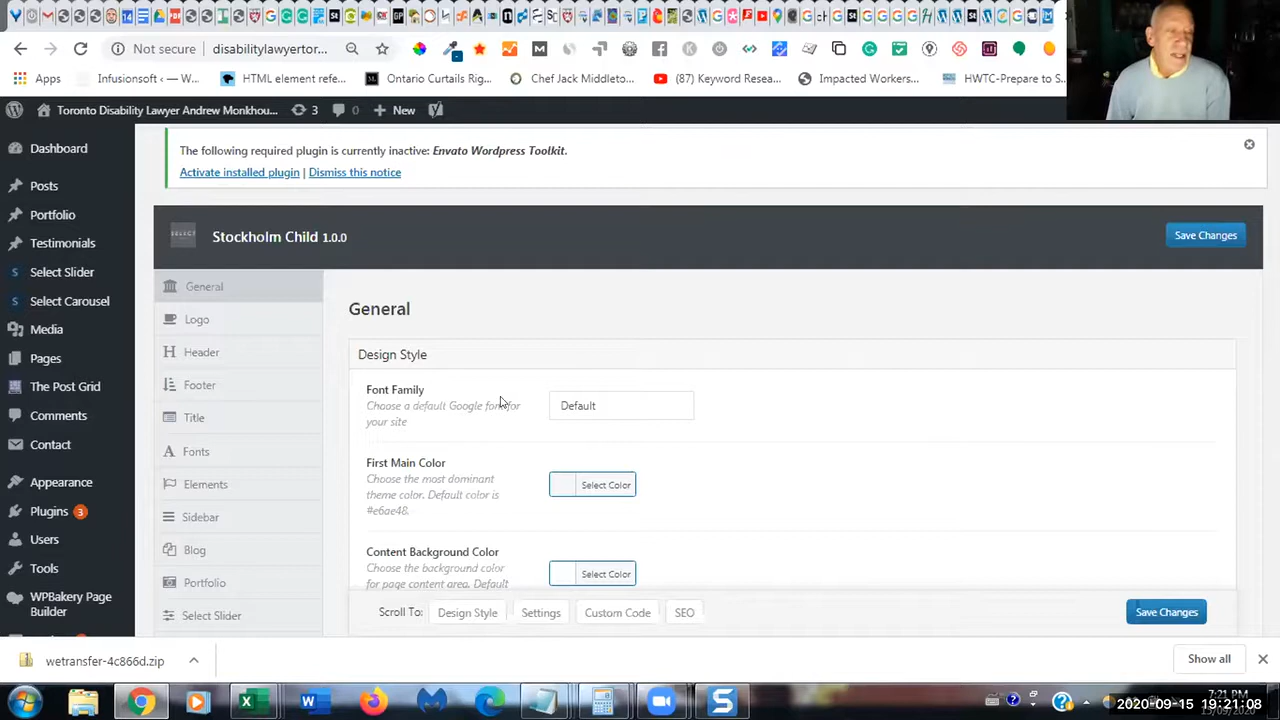 Not secure
disabilitylawyertor...
Apps
Infusionsoft ‹ — W...
HTML element refe...
Ontario Curtails Rig...
Chef Jack Middleto...
(87) Keyword Resea...
Impacted Workers...
HWTC-Prepare to S...
Toronto Disability Lawyer Andrew Monkhou...
3
0
New
Dashboard
Posts
Portfolio
Testimonials
Select Slider
Select Carousel
Media
Pages
The Post Grid
Comments
Contact
Appearance
Plugins 3
Users
Tools
WPBakery Page
Builder
The following required plugin is currently inactive: Envato Wordpress Toolkit.
Activate installed plugin | Dismiss this notice
SELECT
Stockholm Child 1.0.0
Save Changes
General
Logo
Header
Footer
Title
Fonts
Elements
Sidebar
Blog
Portfolio
Select Slider
General
Design Style
Font Family
Choose a default Google font for
your site
Default
First Main Color
Choose the most dominant
theme color. Default color is
#e6ae48.
Select Color
Content Background Color
Choose the background color
for page content area. Default
Select Color
Scroll To:
Design Style
Settings
Custom Code
SEO
Save Changes
wetransfer-4c866d.zip
Show all
7:21 PM
2020-09-15 19:21:08